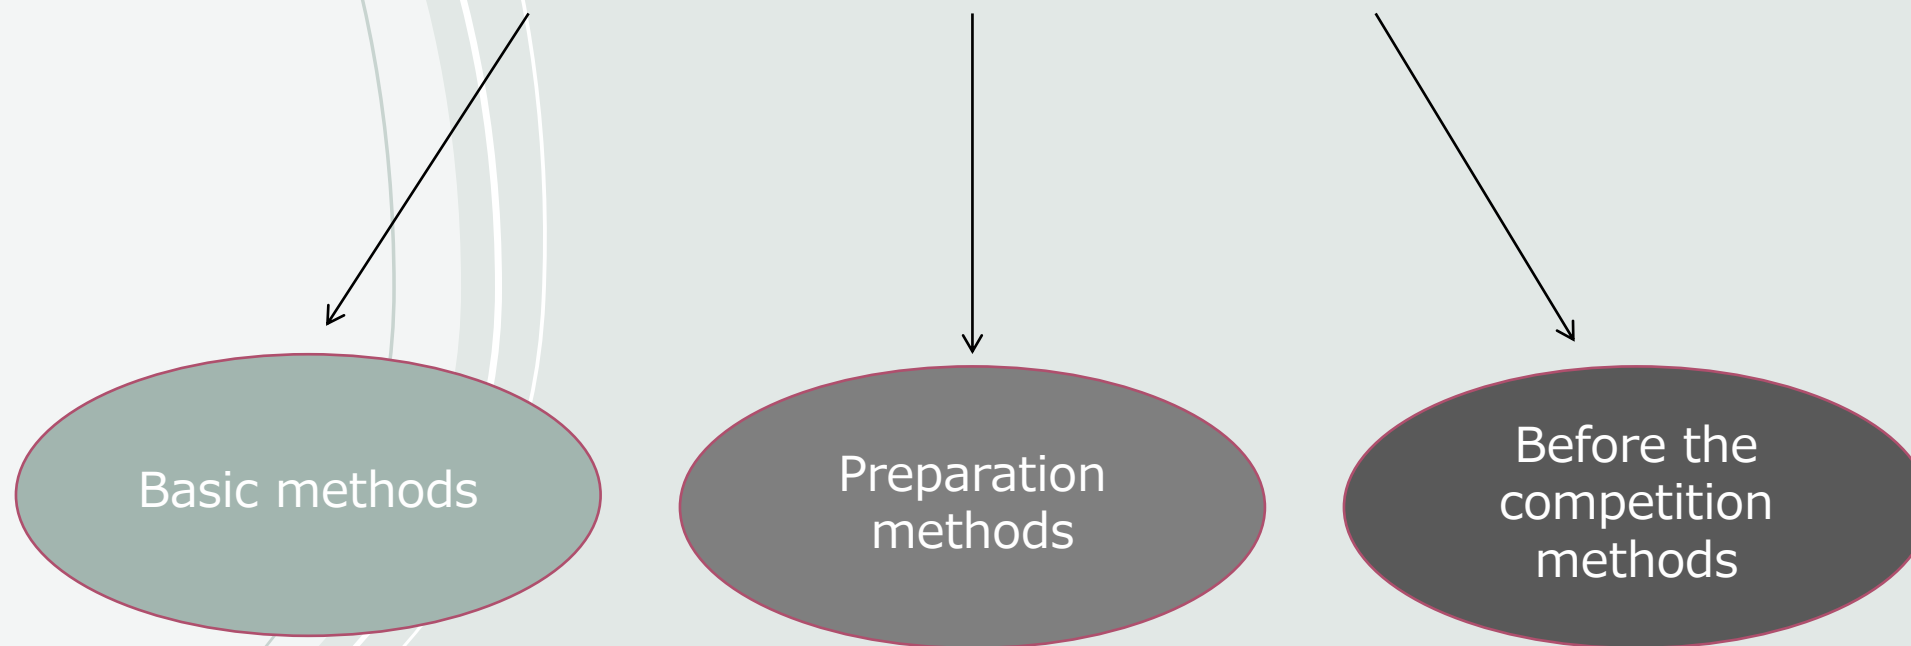 Basic methods
Preparation
methods
Before the
competition
methods